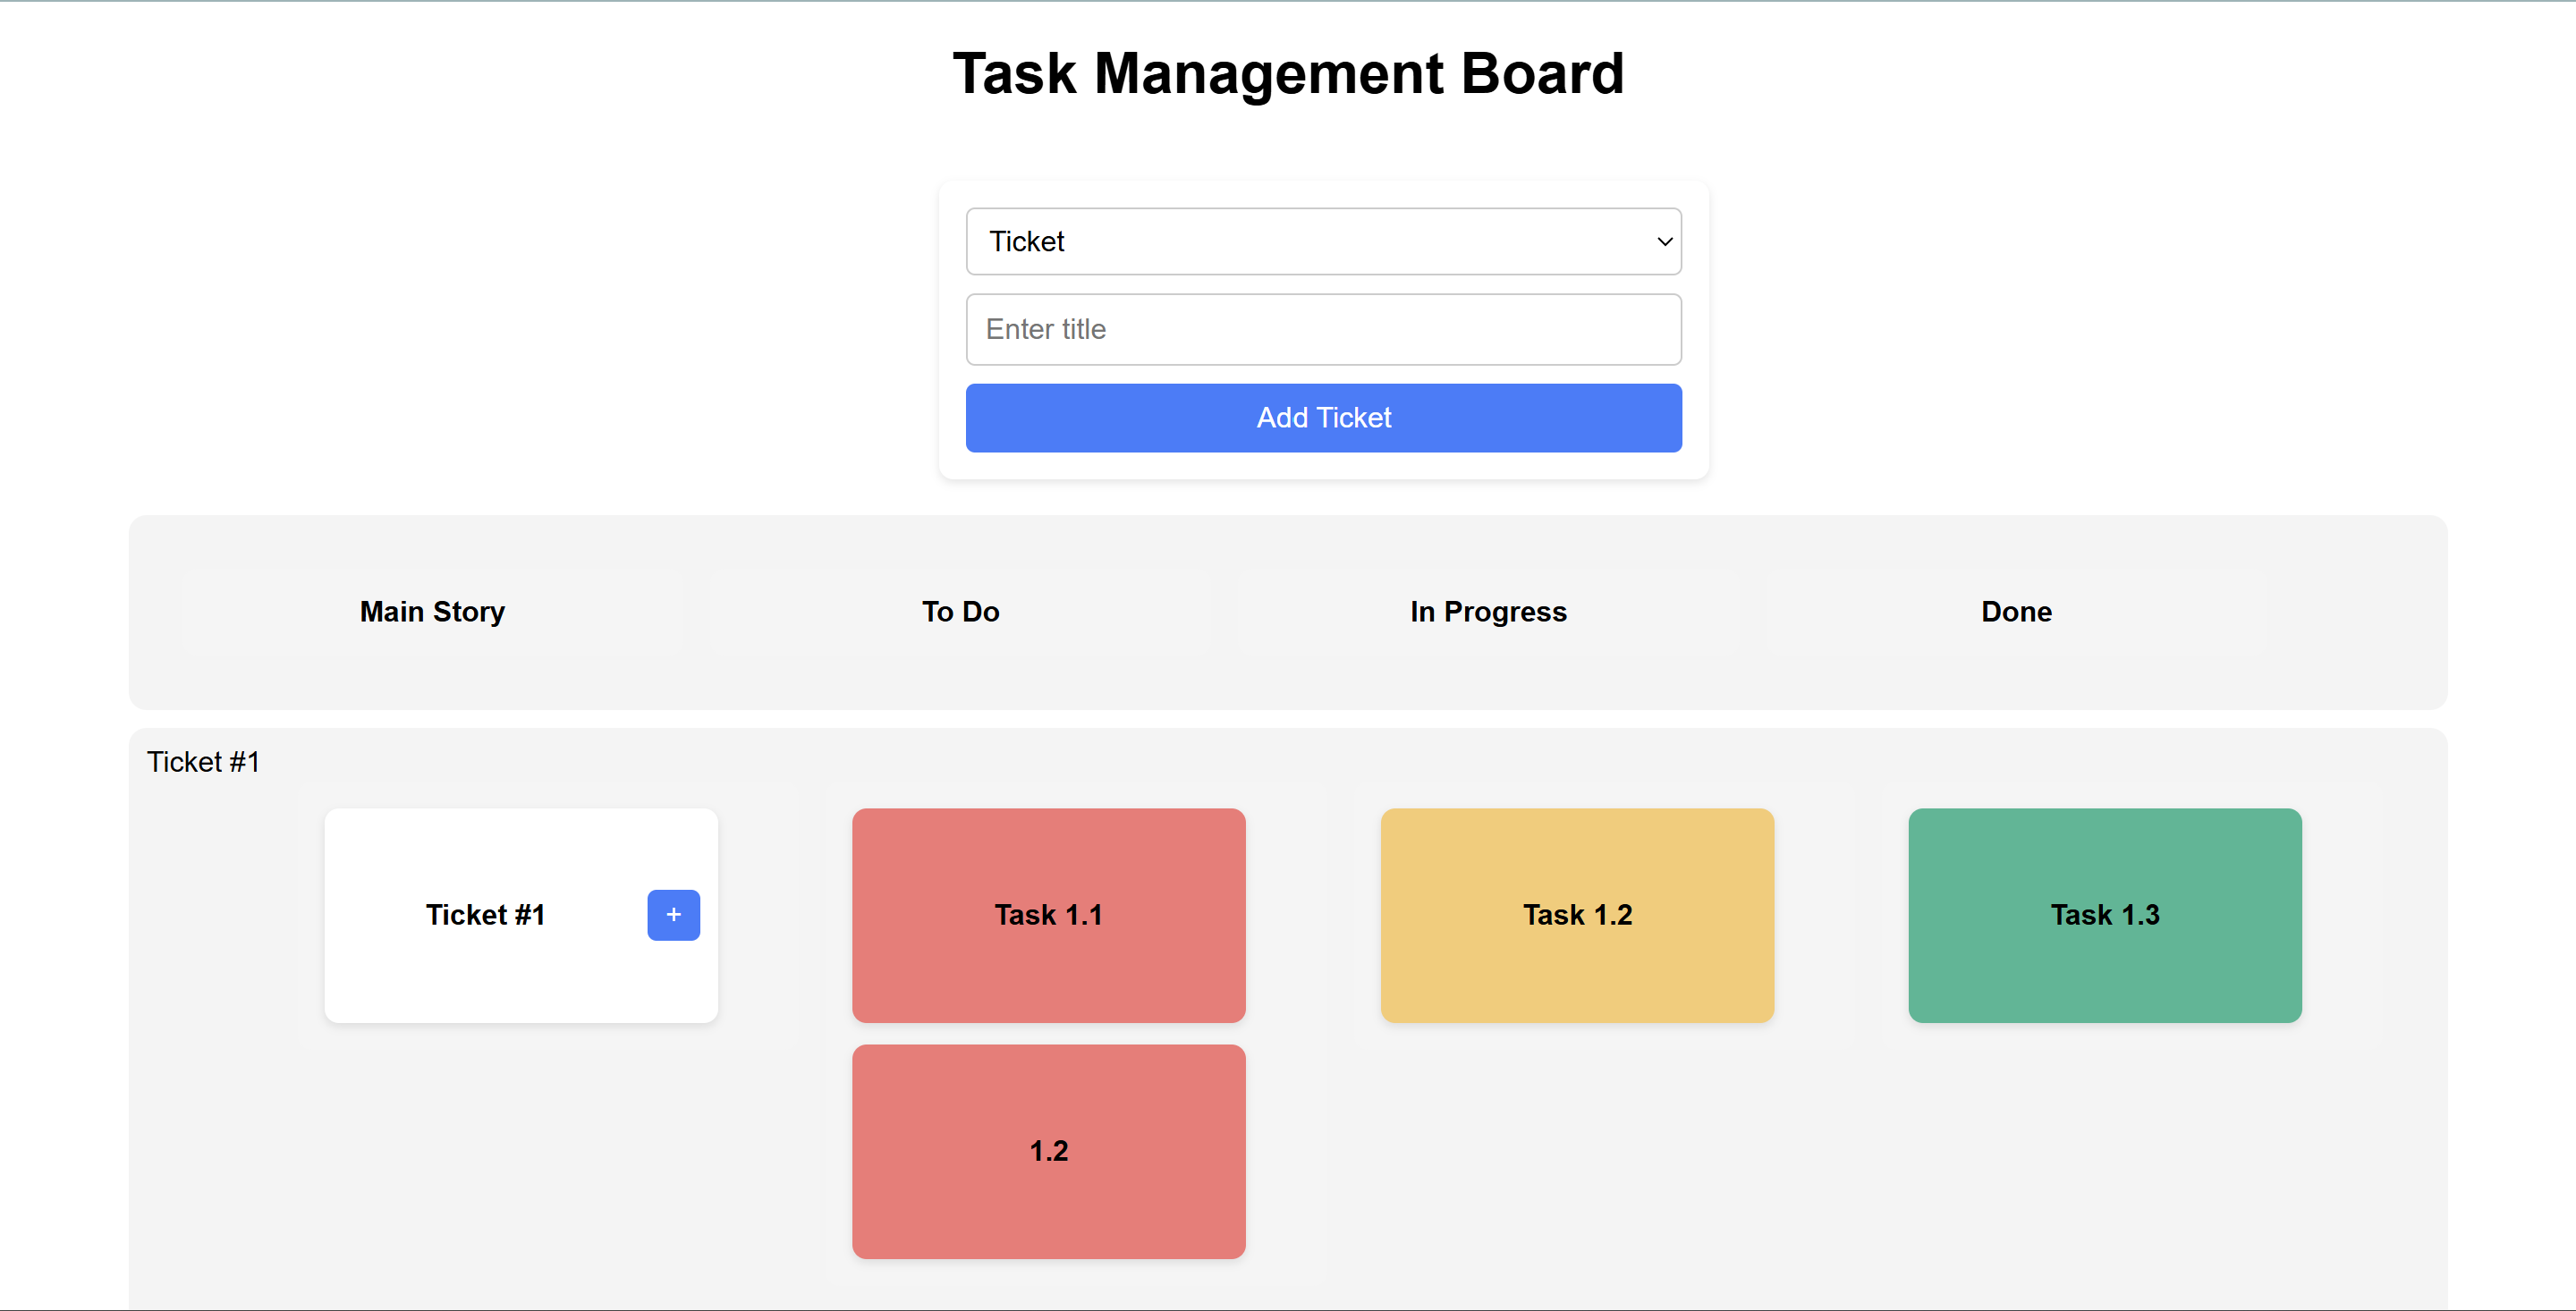 Task Management Board
Ticket
Enter title
Add Ticket
Main Story To Do In Progress Done
Ticket #1
Ticket #1 + Task 1.1 Task 1.2 Task 1.3
1.2